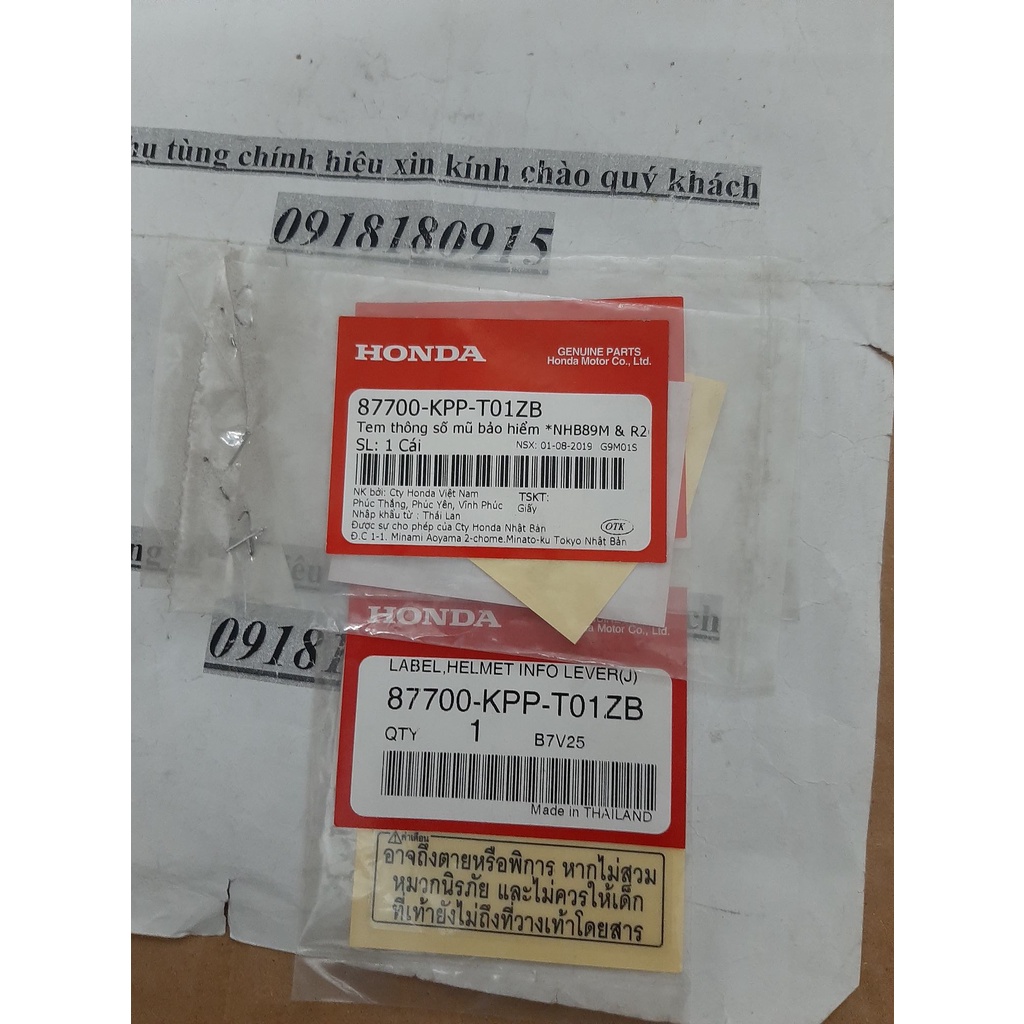 tùng chính hiệu xin kính chào quý khách
0918180915
HONDA
GENUINE PARTS
Honda Motor Co., Ltd.
87700-KPP-T01ZB
Tem thông số mũ bảo hiểm *NHB89M & R2
SL: 1 Cái
NSX: 01-08-2019 G9M01S
NK bởi: Cty Honda Việt Nam
TSKT:
Phúc Thắng, Phúc Yên, Vĩnh Phúc
Giấy
Nhập khẩu từ : Thái Lan
Được sự cho phép của Cty Honda Nhật Bản
OTK
Đ.C 1-1. Minami Aoyama 2-chome.Minato-ku Tokyo Nhật Bản
HONDA
Motor Co., Ltd.
0918
LABEL,HELMET INFO LEVER(J)
87700-KPP-T01ZB
QTY 1 B7V25
Made in THAILAND
คำเตือน
อาจถึงตายหรือพิการ หากไม่สวม
หมวกนิรภัย และไม่ควรให้เด็ก
ที่เท้ายังไม่ถึงที่วางเท้าโดยสาร